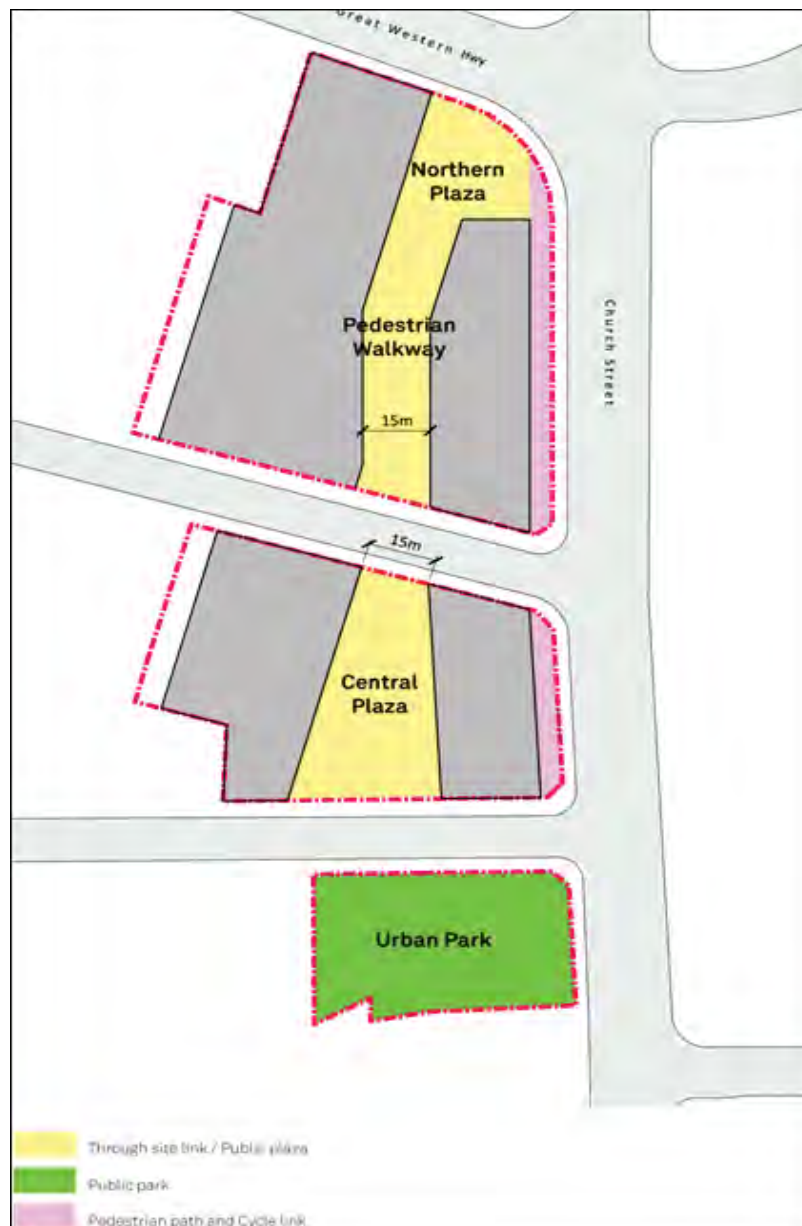 Great Western Hwy
Northern
Plaza
Church Street
Pedestrian
Walkway
15m
15m
Central
Plaza
Urban Park
Through site link / Public plaza
Public park
Pedestrian path and Cycle link